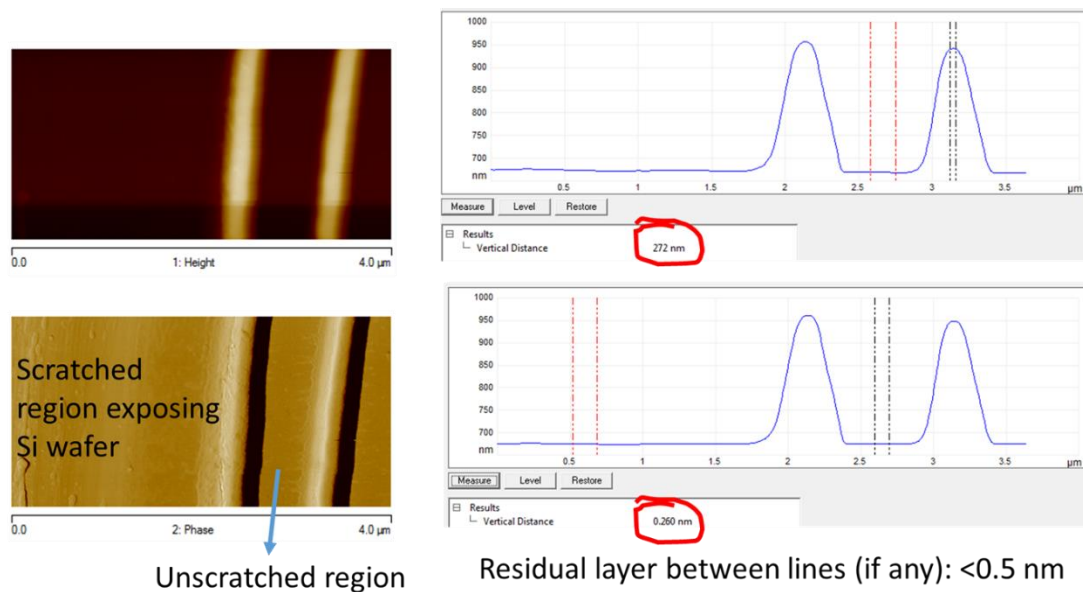 0.0 1: Height 4.0 µm
Scratched
region exposing
Si wafer
0.0 2: Phase 4.0 µm
Unscratched region
1000
950
900
850
800
750
700
nm
0.5 1 1.5 2 2.5 3 3.5 µm
Measure Level Restore
Results
Vertical Distance 272 nm
1000
950
900
850
800
750
700
nm
0.5 1 1.5 2 2.5 3 3.5 µm
Measure Level Restore
Results
Vertical Distance 0.260 nm
Residual layer between lines (if any): <0.5 nm